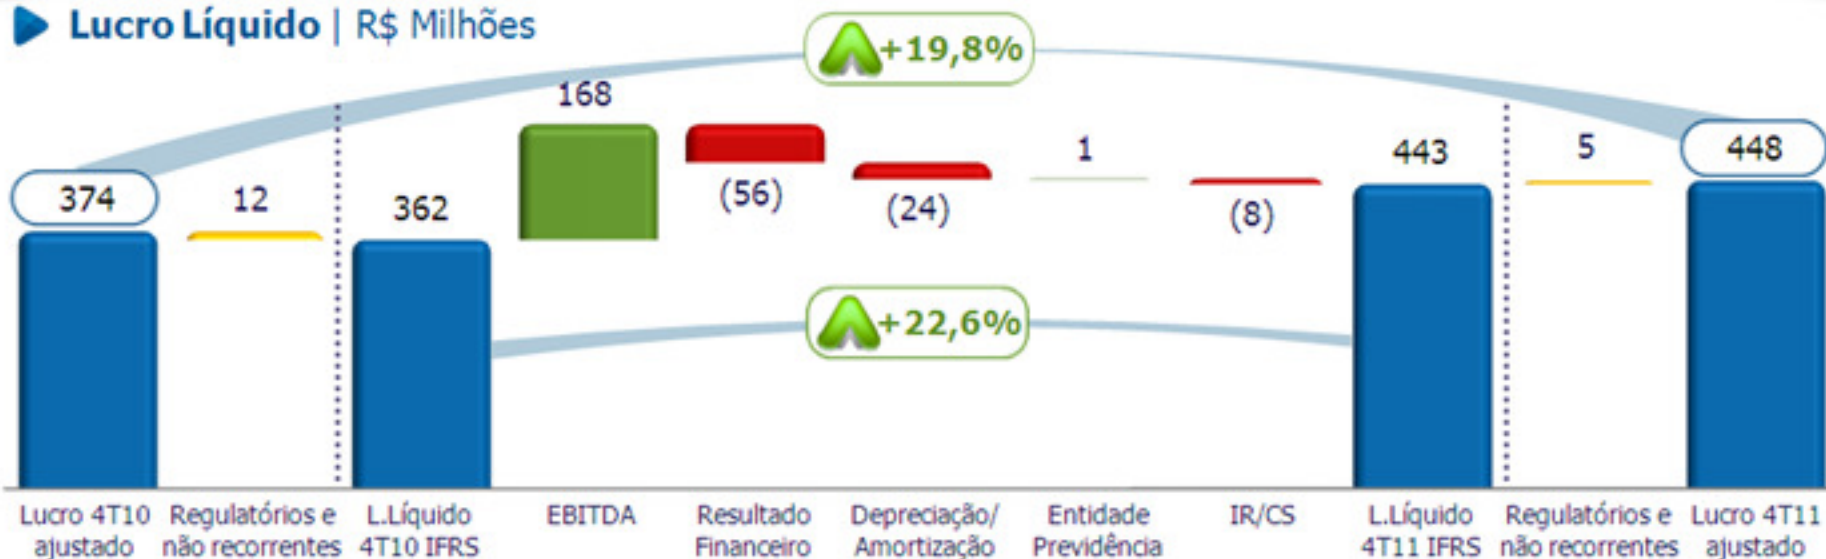 Lucro Líquido | R$ Milhões
+19,8%
168
374
12
362
(56)
(24)
1
(8)
443
5
448
+22,6%
Lucro 4T10 ajustado
Regulatórios e não recorrentes
L.Líquido 4T10 IFRS
EBITDA
Resultado Financeiro
Depreciação/ Amortização
Entidade Previdência
IR/CS
L.Líquido 4T11 IFRS
Regulatórios e não recorrentes
Lucro 4T11 ajustado